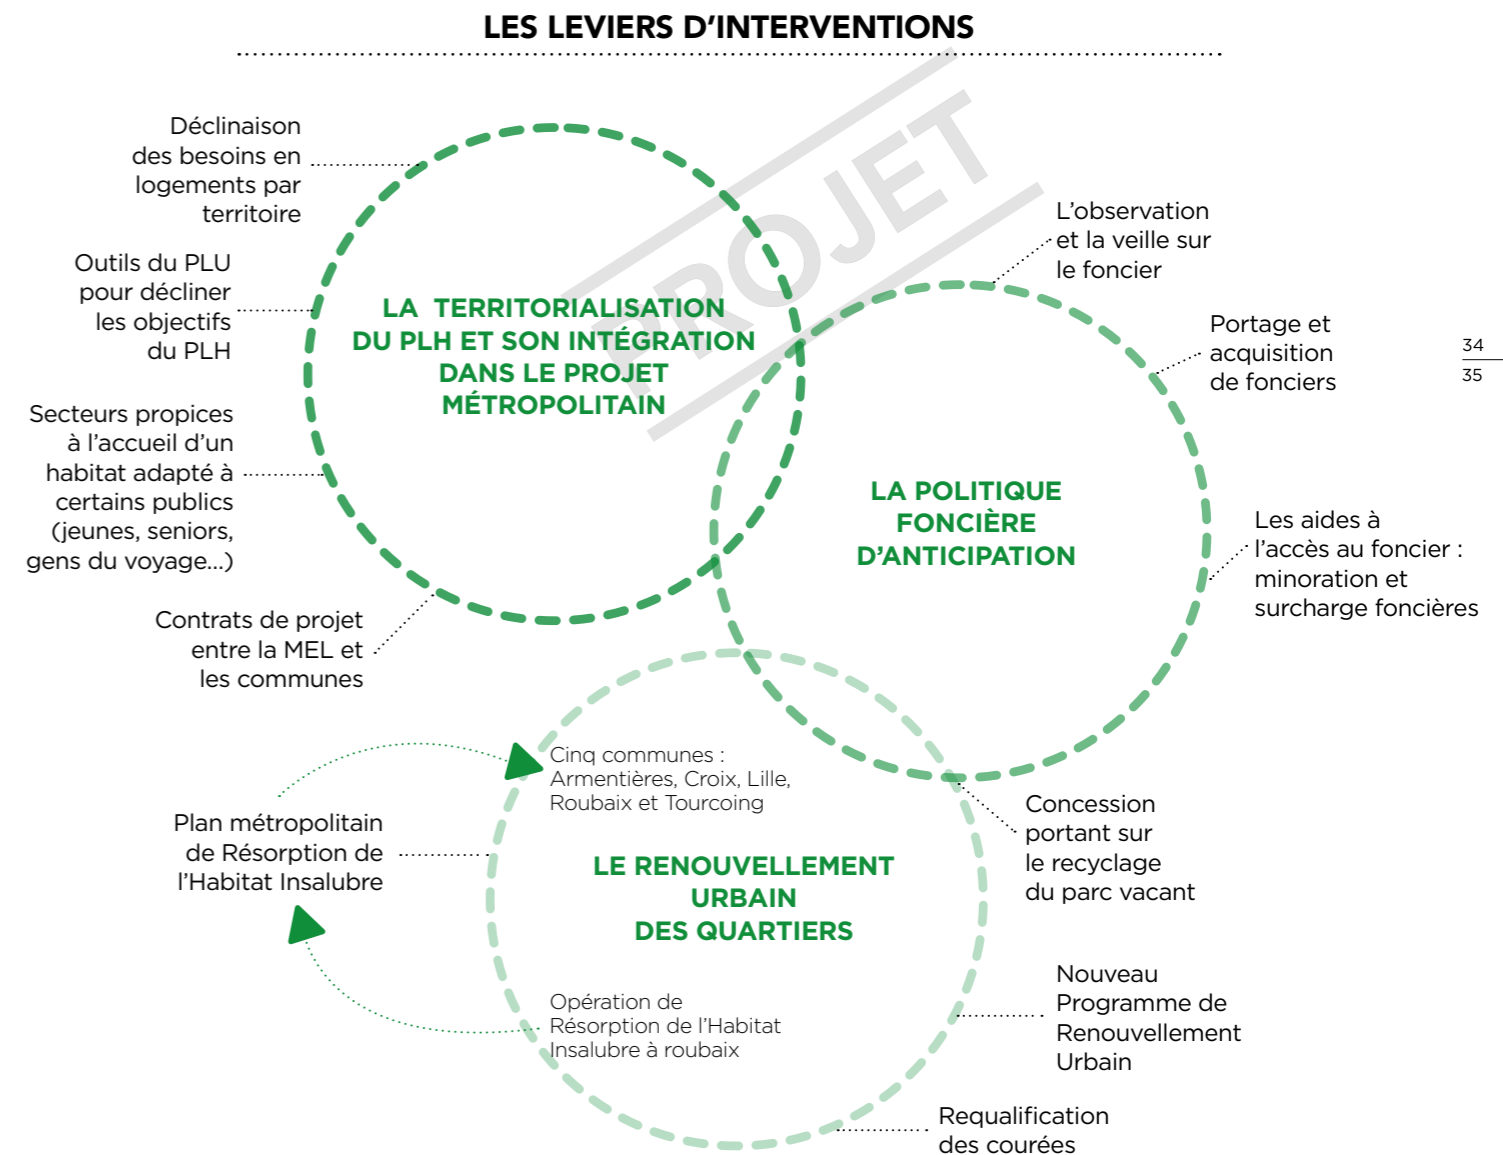 LES LEVIERS D'INTERVENTIONS
PROJET
Déclinaison
des besoins en
logements par
territoire
Outils du PLU
pour décliner
les objectifs
du PLH
Secteurs propices
à l'accueil d'un
habitat adapté à
certains publics
(jeunes, seniors,
gens du voyage...)
Contrats de projet
entre la MEL et
les communes
LA TERRITORIALISATION
DU PLH ET SON INTÉGRATION
DANS LE PROJET
MÉTROPOLITAIN
L'observation
et la veille sur
le foncier
Portage et
acquisition
de fonciers
34
35
LA POLITIQUE
FONCIÈRE
D'ANTICIPATION
Les aides à
l'accès au foncier :
minoration et
surcharge foncières
Cinq communes :
Armentières, Croix, Lille,
Roubaix et Tourcoing
Plan métropolitain
de Résorption de
l'Habitat Insalubre
LE RENOUVELLEMENT
URBAIN
DES QUARTIERS
Concession
portant sur
le recyclage
du parc vacant
Opération de
Résorption de l'Habitat
Insalubre à roubaix
Nouveau
Programme de
Renouvellement
Urbain
Requalification
des courées